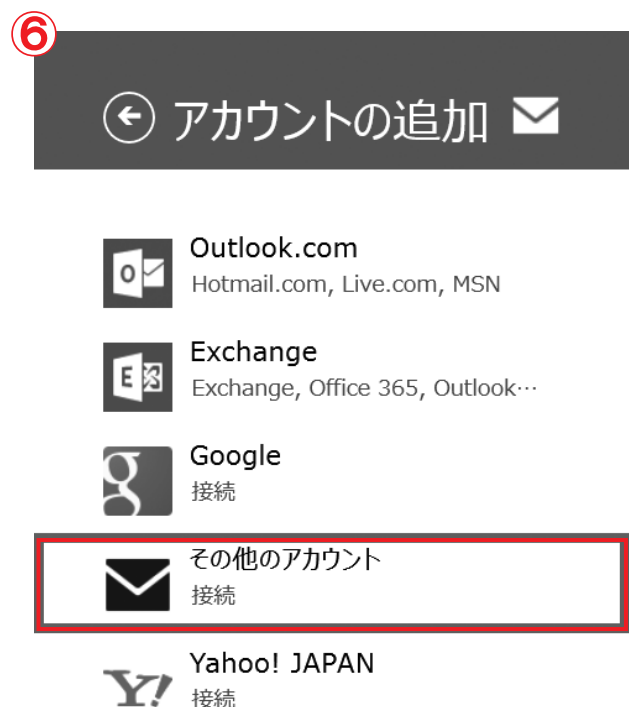 ⑥
アカウントの追加
Outlook.com
Hotmail.com, Live.com, MSN
Exchange
Exchange, Office 365, Outlook…
Google
接続
その他のアカウント
接続
Yahoo! JAPAN
接続